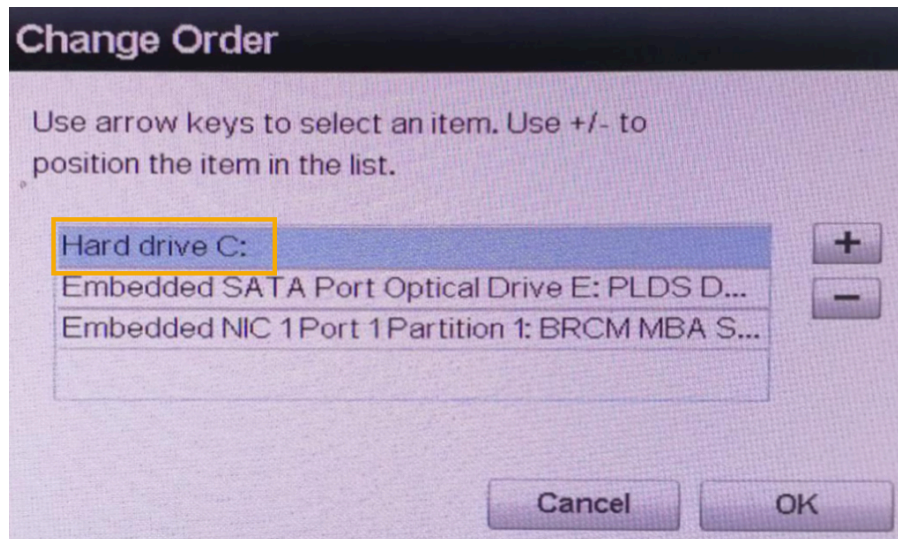 Change Order
Use arrow keys to select an item. Use +/- to
position the item in the list.
Hard drive C:
+
Embedded SATA Port Optical Drive E: PLDS D...
−
Embedded NIC 1 Port 1 Partition 1: BRCM MBA S...
Cancel
OK